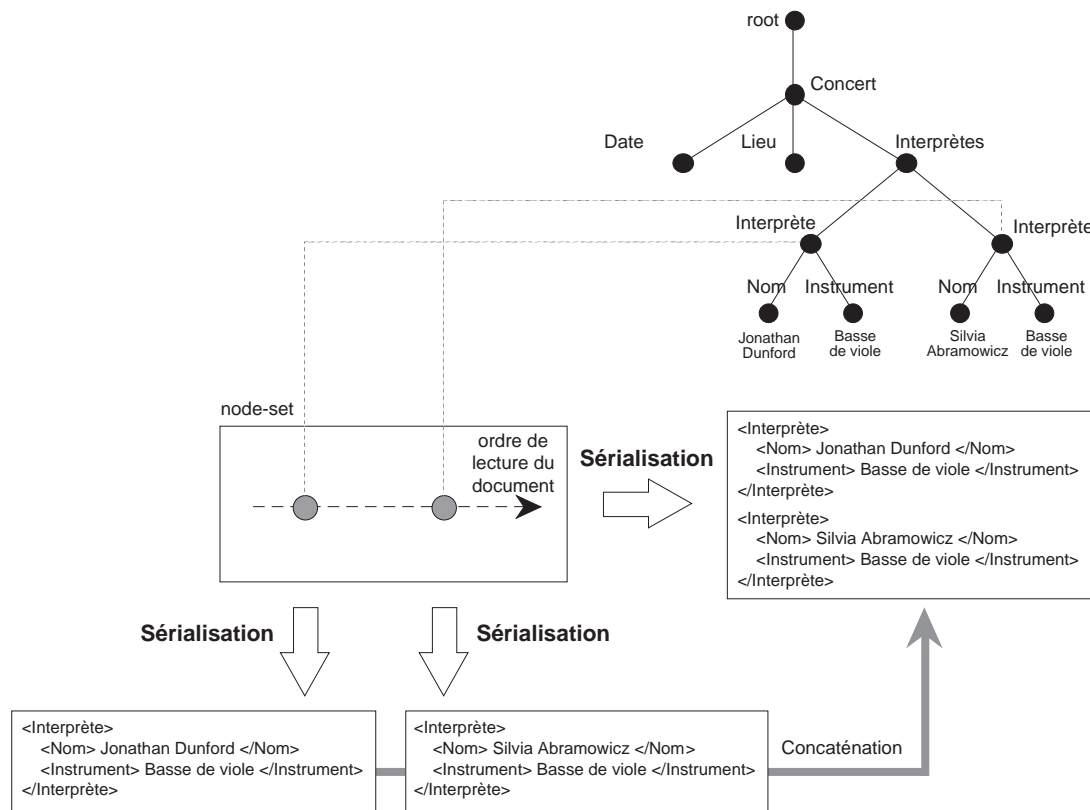 root
Concert
Date
Lieu
Interprètes
Interprète
Interprète
Nom
Instrument
Nom
Instrument
Jonathan
Dunford
Basse
de viole
Silvia
Abramowicz
Basse
de viole
node-set
ordre de
lecture du
document
Sérialisation
<Interprète>
<Nom> Jonathan Dunford </Nom>
<Instrument> Basse de viole </Instrument>
</Interprète>
<Interprète>
<Nom> Silvia Abramowicz </Nom>
<Instrument> Basse de viole </Instrument>
</Interprète>
Sérialisation
Sérialisation
<Interprète>
<Nom> Jonathan Dunford </Nom>
<Instrument> Basse de viole </Instrument>
</Interprète>
<Interprète>
<Nom> Silvia Abramowicz </Nom>
<Instrument> Basse de viole </Instrument>
</Interprète>
Concaténation